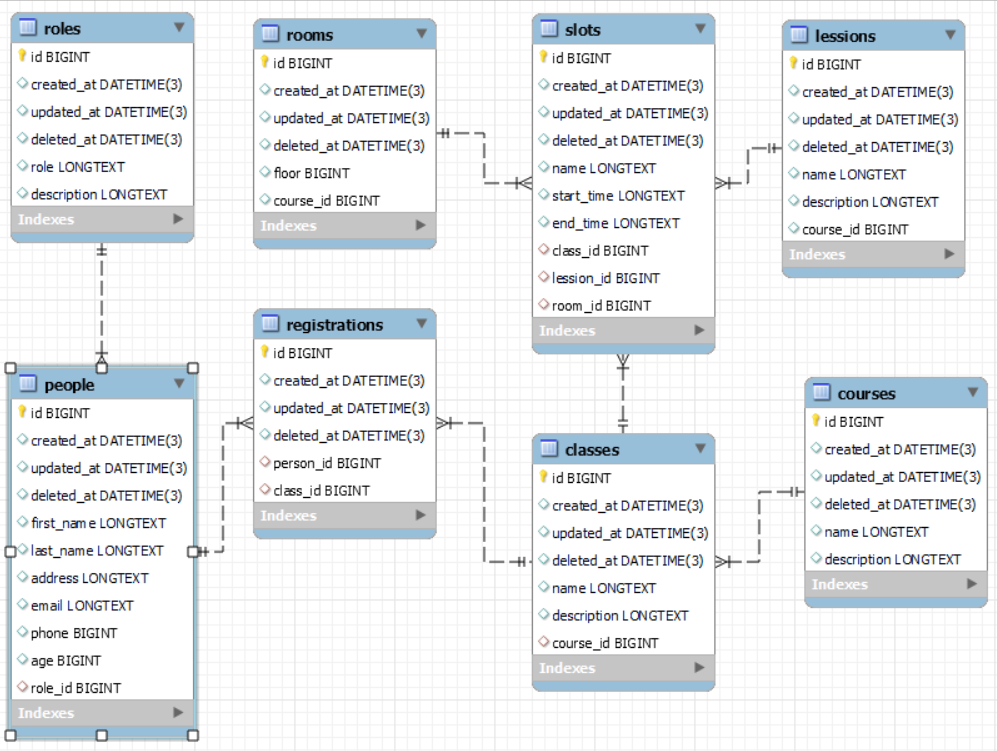 roles
id BIGINT
created_at DATETIME(3)
updated_at DATETIME(3)
deleted_at DATETIME(3)
role LONGTEXT
description LONGTEXT
Indexes
rooms
id BIGINT
created_at DATETIME(3)
updated_at DATETIME(3)
deleted_at DATETIME(3)
floor BIGINT
course_id BIGINT
Indexes
slots
id BIGINT
created_at DATETIME(3)
updated_at DATETIME(3)
deleted_at DATETIME(3)
name LONGTEXT
start_time LONGTEXT
end_time LONGTEXT
class_id BIGINT
lession_id BIGINT
room_id BIGINT
Indexes
lessions
id BIGINT
created_at DATETIME(3)
updated_at DATETIME(3)
deleted_at DATETIME(3)
name LONGTEXT
description LONGTEXT
course_id BIGINT
Indexes
people
id BIGINT
created_at DATETIME(3)
updated_at DATETIME(3)
deleted_at DATETIME(3)
first_name LONGTEXT
last_name LONGTEXT
address LONGTEXT
email LONGTEXT
phone BIGINT
age BIGINT
role_id BIGINT
Indexes
registrations
id BIGINT
created_at DATETIME(3)
updated_at DATETIME(3)
deleted_at DATETIME(3)
person_id BIGINT
class_id BIGINT
Indexes
classes
id BIGINT
created_at DATETIME(3)
updated_at DATETIME(3)
deleted_at DATETIME(3)
name LONGTEXT
description LONGTEXT
course_id BIGINT
Indexes
courses
id BIGINT
created_at DATETIME(3)
updated_at DATETIME(3)
deleted_at DATETIME(3)
name LONGTEXT
description LONGTEXT
Indexes